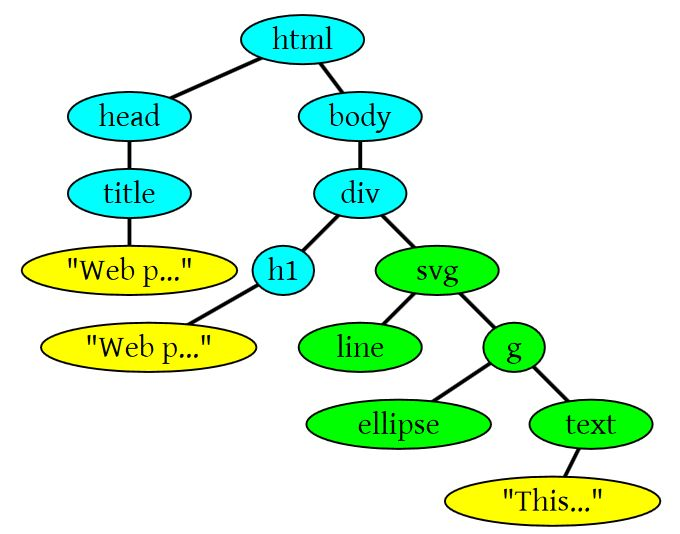 html
head
body
title
div
"Web p..."
h1
svg
"Web p..."
line
g
ellipse
text
"This..."